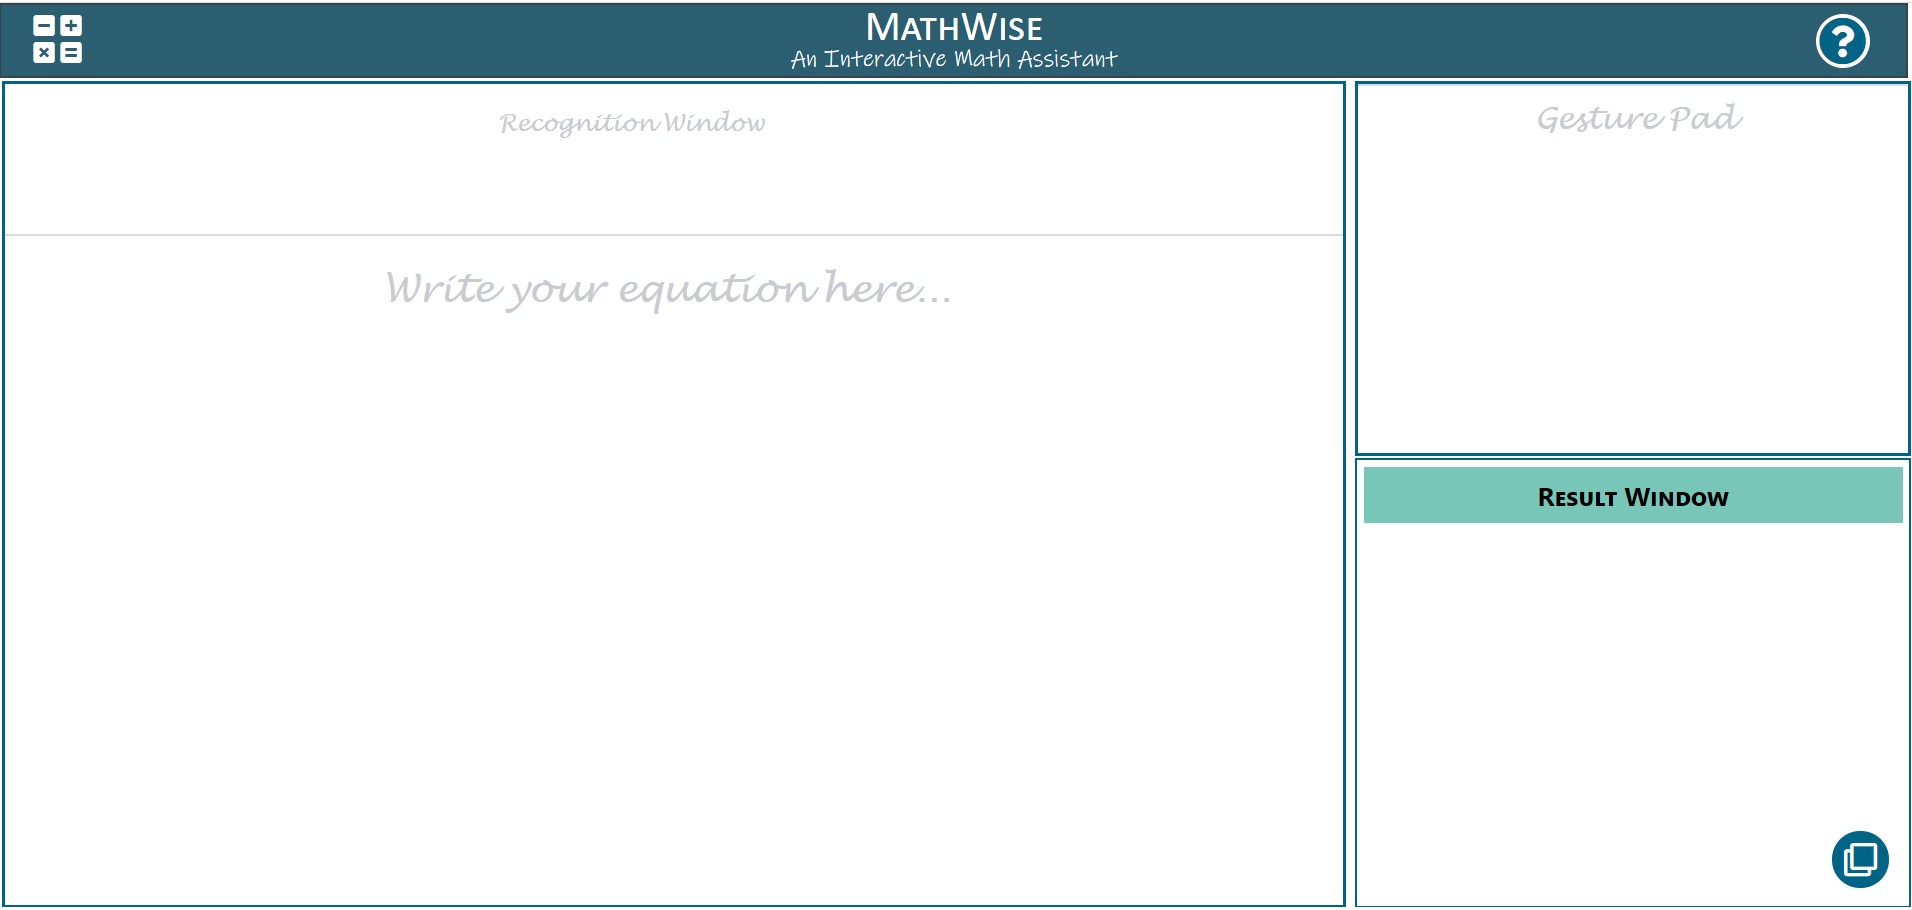 MathWise
An Interactive Math Assistant
Recognition Window
Write your equation here...
Gesture Pad
Result Window